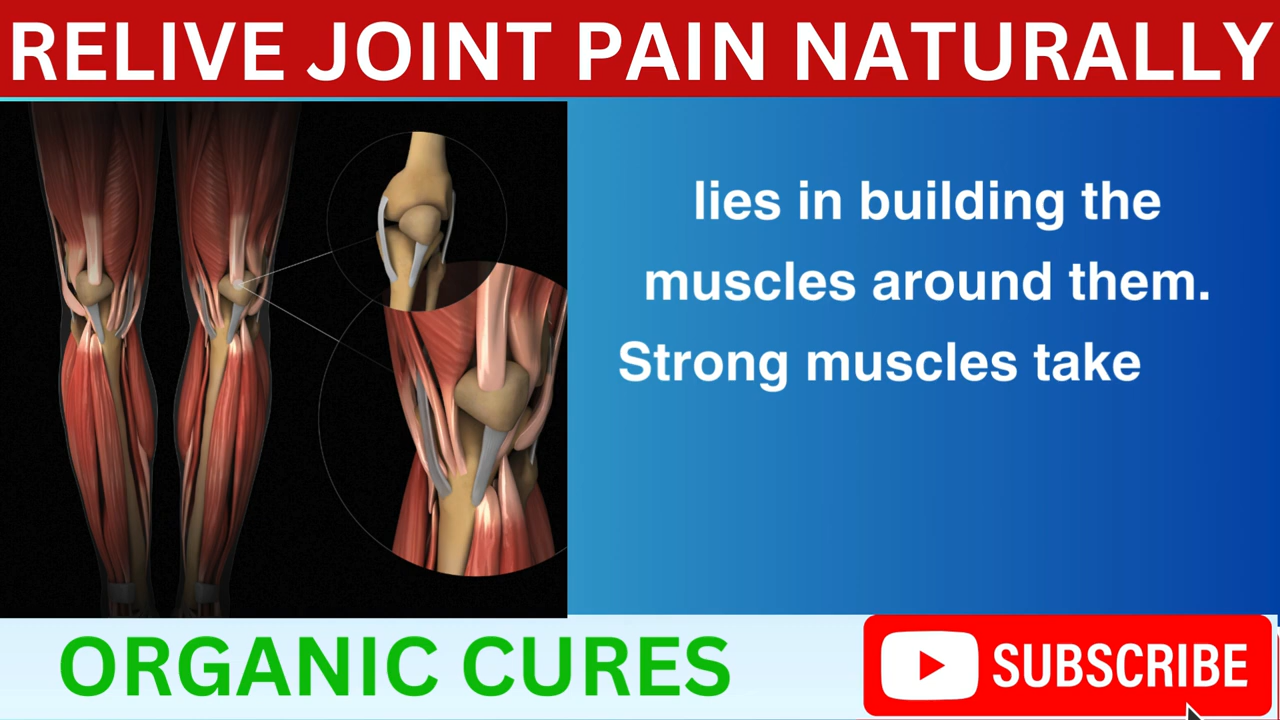 RELIVE JOINT PAIN NATURALLY
lies in building the
muscles around them.
Strong muscles take
ORGANIC CURES
SUBSCRIBE